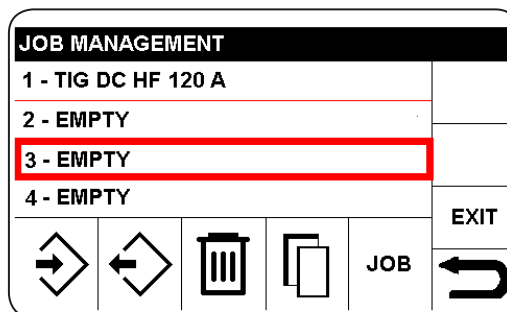 JOB MANAGEMENT
1 - TIG DC HF 120 A
2 - EMPTY
3 - EMPTY
4 - EMPTY
EXIT
JOB